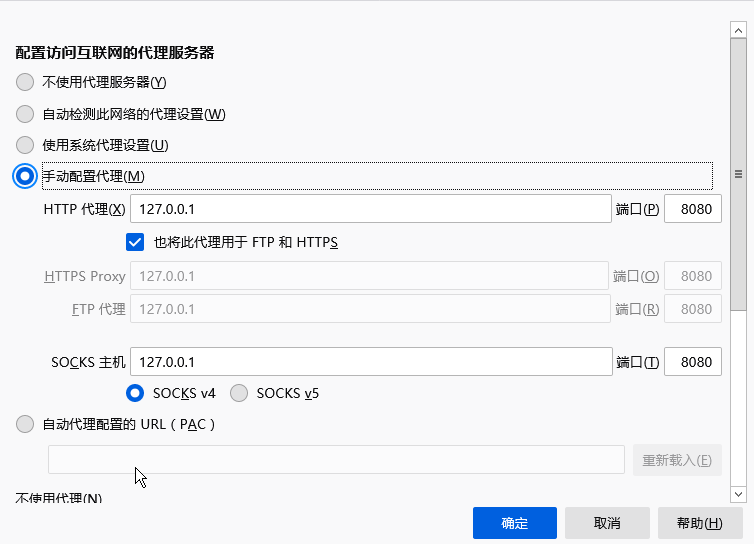 配置访问互联网的代理服务器
不使用代理服务器(Y)
自动检测此网络的代理设置(W)
使用系统代理设置(U)
手动配置代理(M)
HTTP 代理(X) 127.0.0.1 端口(P) 8080
也将此代理用于 FTP 和 HTTPS
HTTPS Proxy 127.0.0.1 端口(O) 8080
FTP 代理 127.0.0.1 端口(R) 8080
SOCKS 主机 127.0.0.1 端口(T) 8080
SOCKS v4 SOCKS v5
自动代理配置的 URL（PAC）
重新载入(E)
不使用代理(N)
确定 取消 帮助(H)